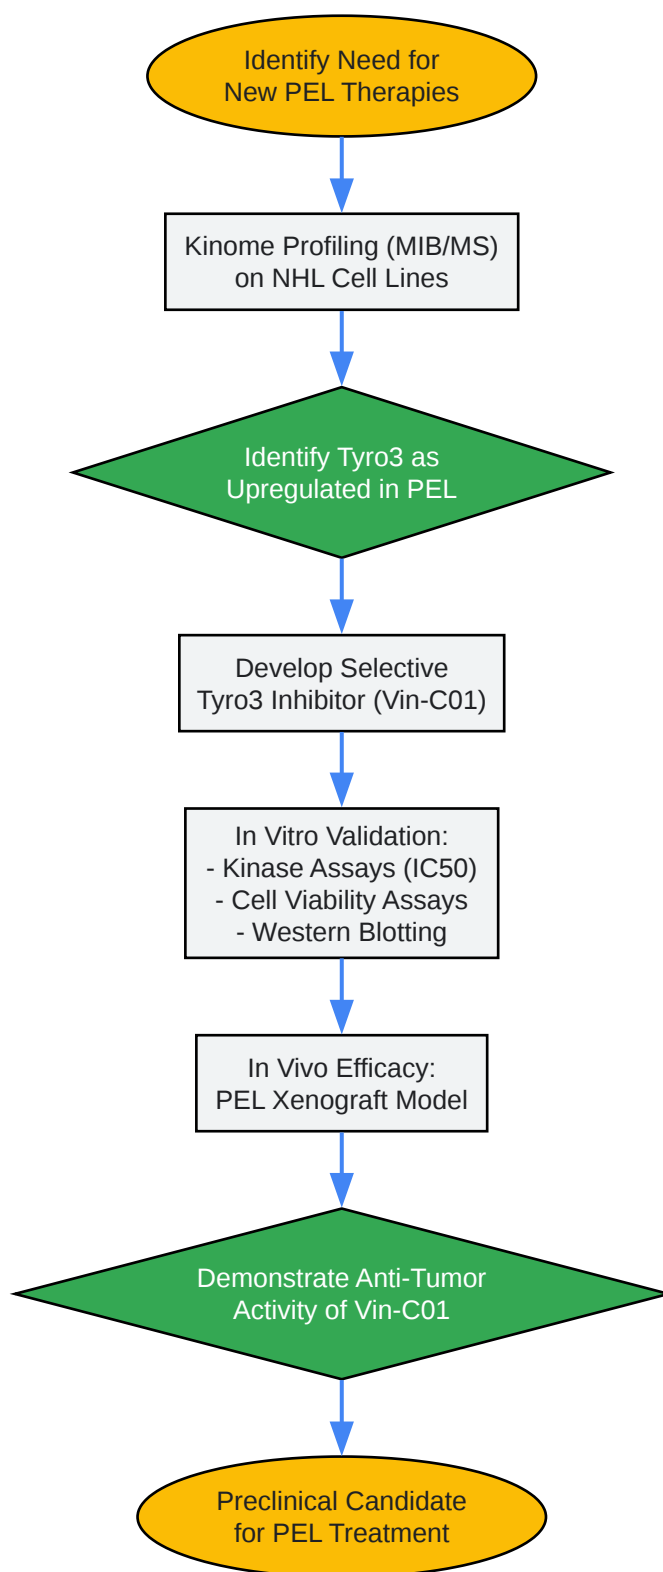 Identify Need for
New PEL Therapies
Kinome Profiling (MIB/MS)
on NHL Cell Lines
Identify Tyro3 as
Upregulated in PEL
Develop Selective
Tyro3 Inhibitor (Vin-C01)
In Vitro Validation:
- Kinase Assays (IC50)
- Cell Viability Assays
- Western Blotting
In Vivo Efficacy:
PEL Xenograft Model
Demonstrate Anti-Tumor
Activity of Vin-C01
Preclinical Candidate
for PEL Treatment